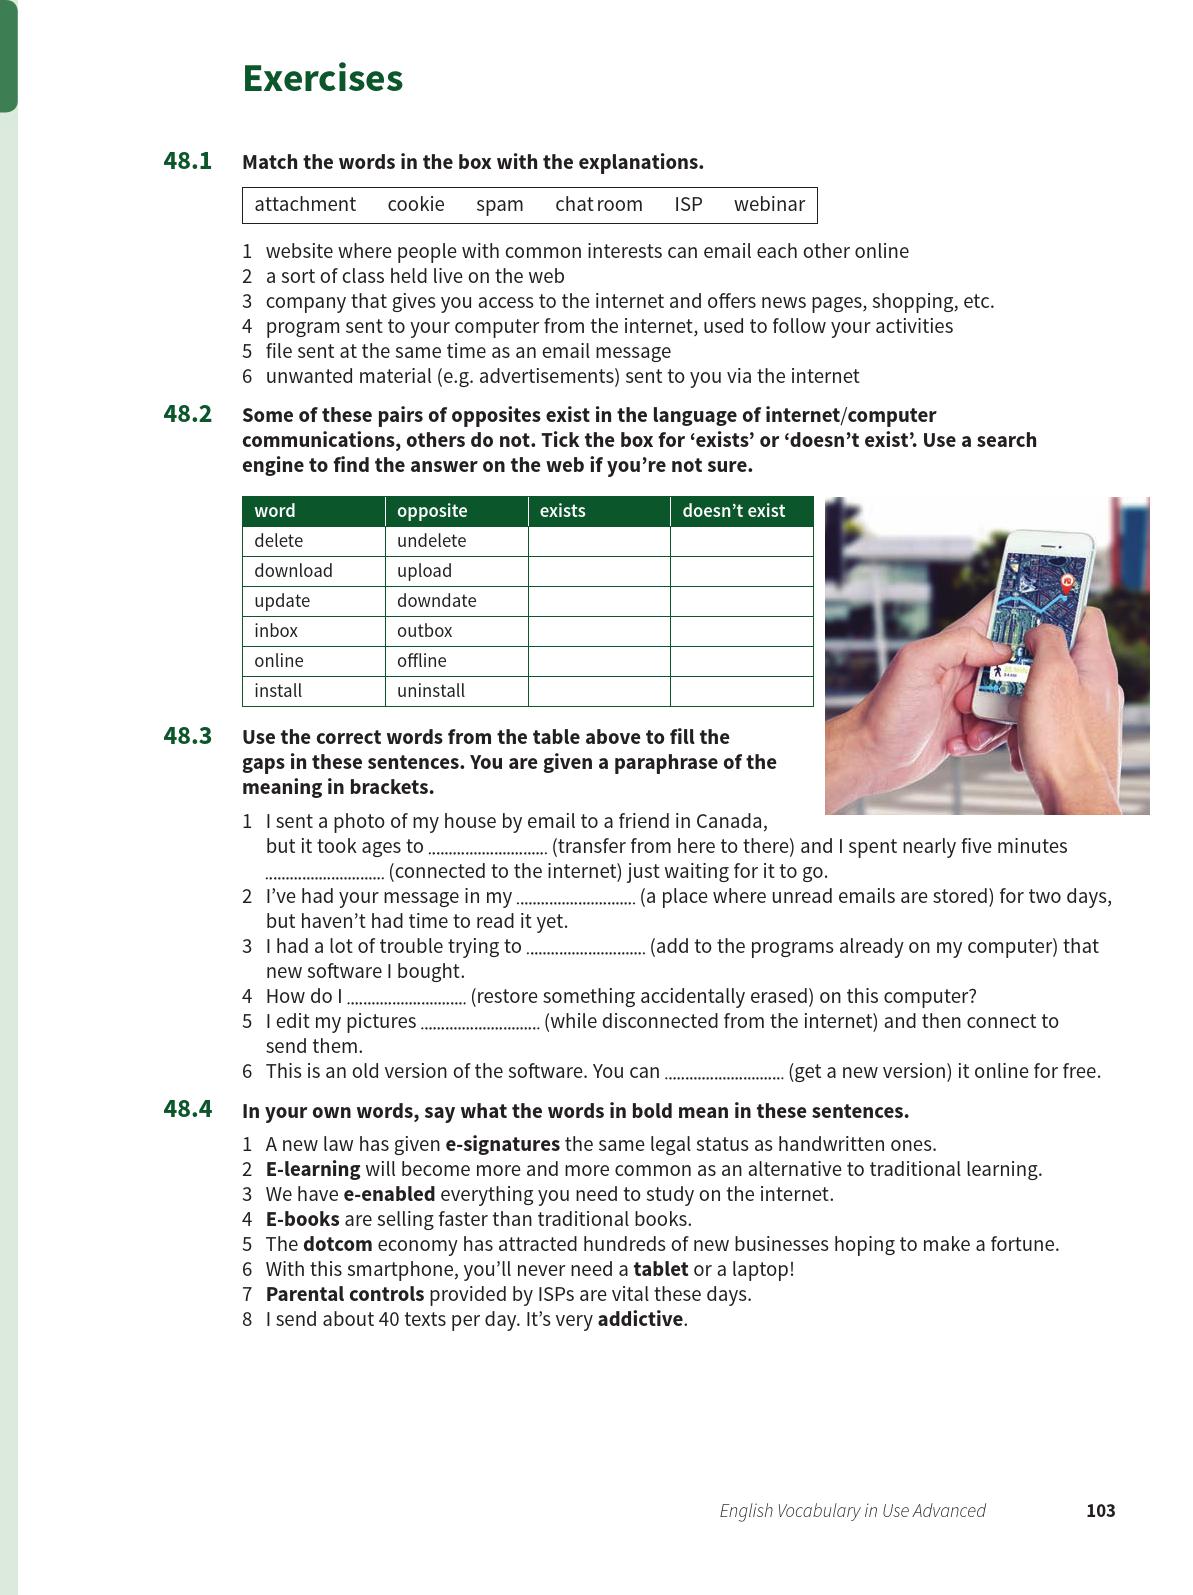 Exercises
48.1 Match the words in the box with the explanations.
attachment cookie spam chat room ISP webinar
1 website where people with common interests can email each other online
2 a sort of class held live on the web
3 company that gives you access to the internet and offers news pages, shopping, etc.
4 program sent to your computer from the internet, used to follow your activities
5 file sent at the same time as an email message
6 unwanted material (e.g. advertisements) sent to you via the internet
48.2 Some of these pairs of opposites exist in the language of internet/computer
communications, others do not. Tick the box for ‘exists’ or ‘doesn’t exist’. Use a search
engine to find the answer on the web if you’re not sure.
word opposite exists doesn’t exist
delete undelete
download upload
update downdate
inbox outbox
online offline
install uninstall
48.3 Use the correct words from the table above to fill the
gaps in these sentences. You are given a paraphrase of the
meaning in brackets.
1 I sent a photo of my house by email to a friend in Canada,
but it took ages to ............................. (transfer from here to there) and I spent nearly five minutes
............................. (connected to the internet) just waiting for it to go.
2 I’ve had your message in my ............................. (a place where unread emails are stored) for two days,
but haven’t had time to read it yet.
3 I had a lot of trouble trying to ............................. (add to the programs already on my computer) that
new software I bought.
4 How do I ............................. (restore something accidentally erased) on this computer?
5 I edit my pictures ............................. (while disconnected from the internet) and then connect to
send them.
6 This is an old version of the software. You can ............................. (get a new version) it online for free.
48.4 In your own words, say what the words in bold mean in these sentences.
1 A new law has given e-signatures the same legal status as handwritten ones.
2 E-learning will become more and more common as an alternative to traditional learning.
3 We have e-enabled everything you need to study on the internet.
4 E-books are selling faster than traditional books.
5 The dotcom economy has attracted hundreds of new businesses hoping to make a fortune.
6 With this smartphone, you’ll never need a tablet or a laptop!
7 Parental controls provided by ISPs are vital these days.
8 I send about 40 texts per day. It’s very addictive.
English Vocabulary in Use Advanced 103